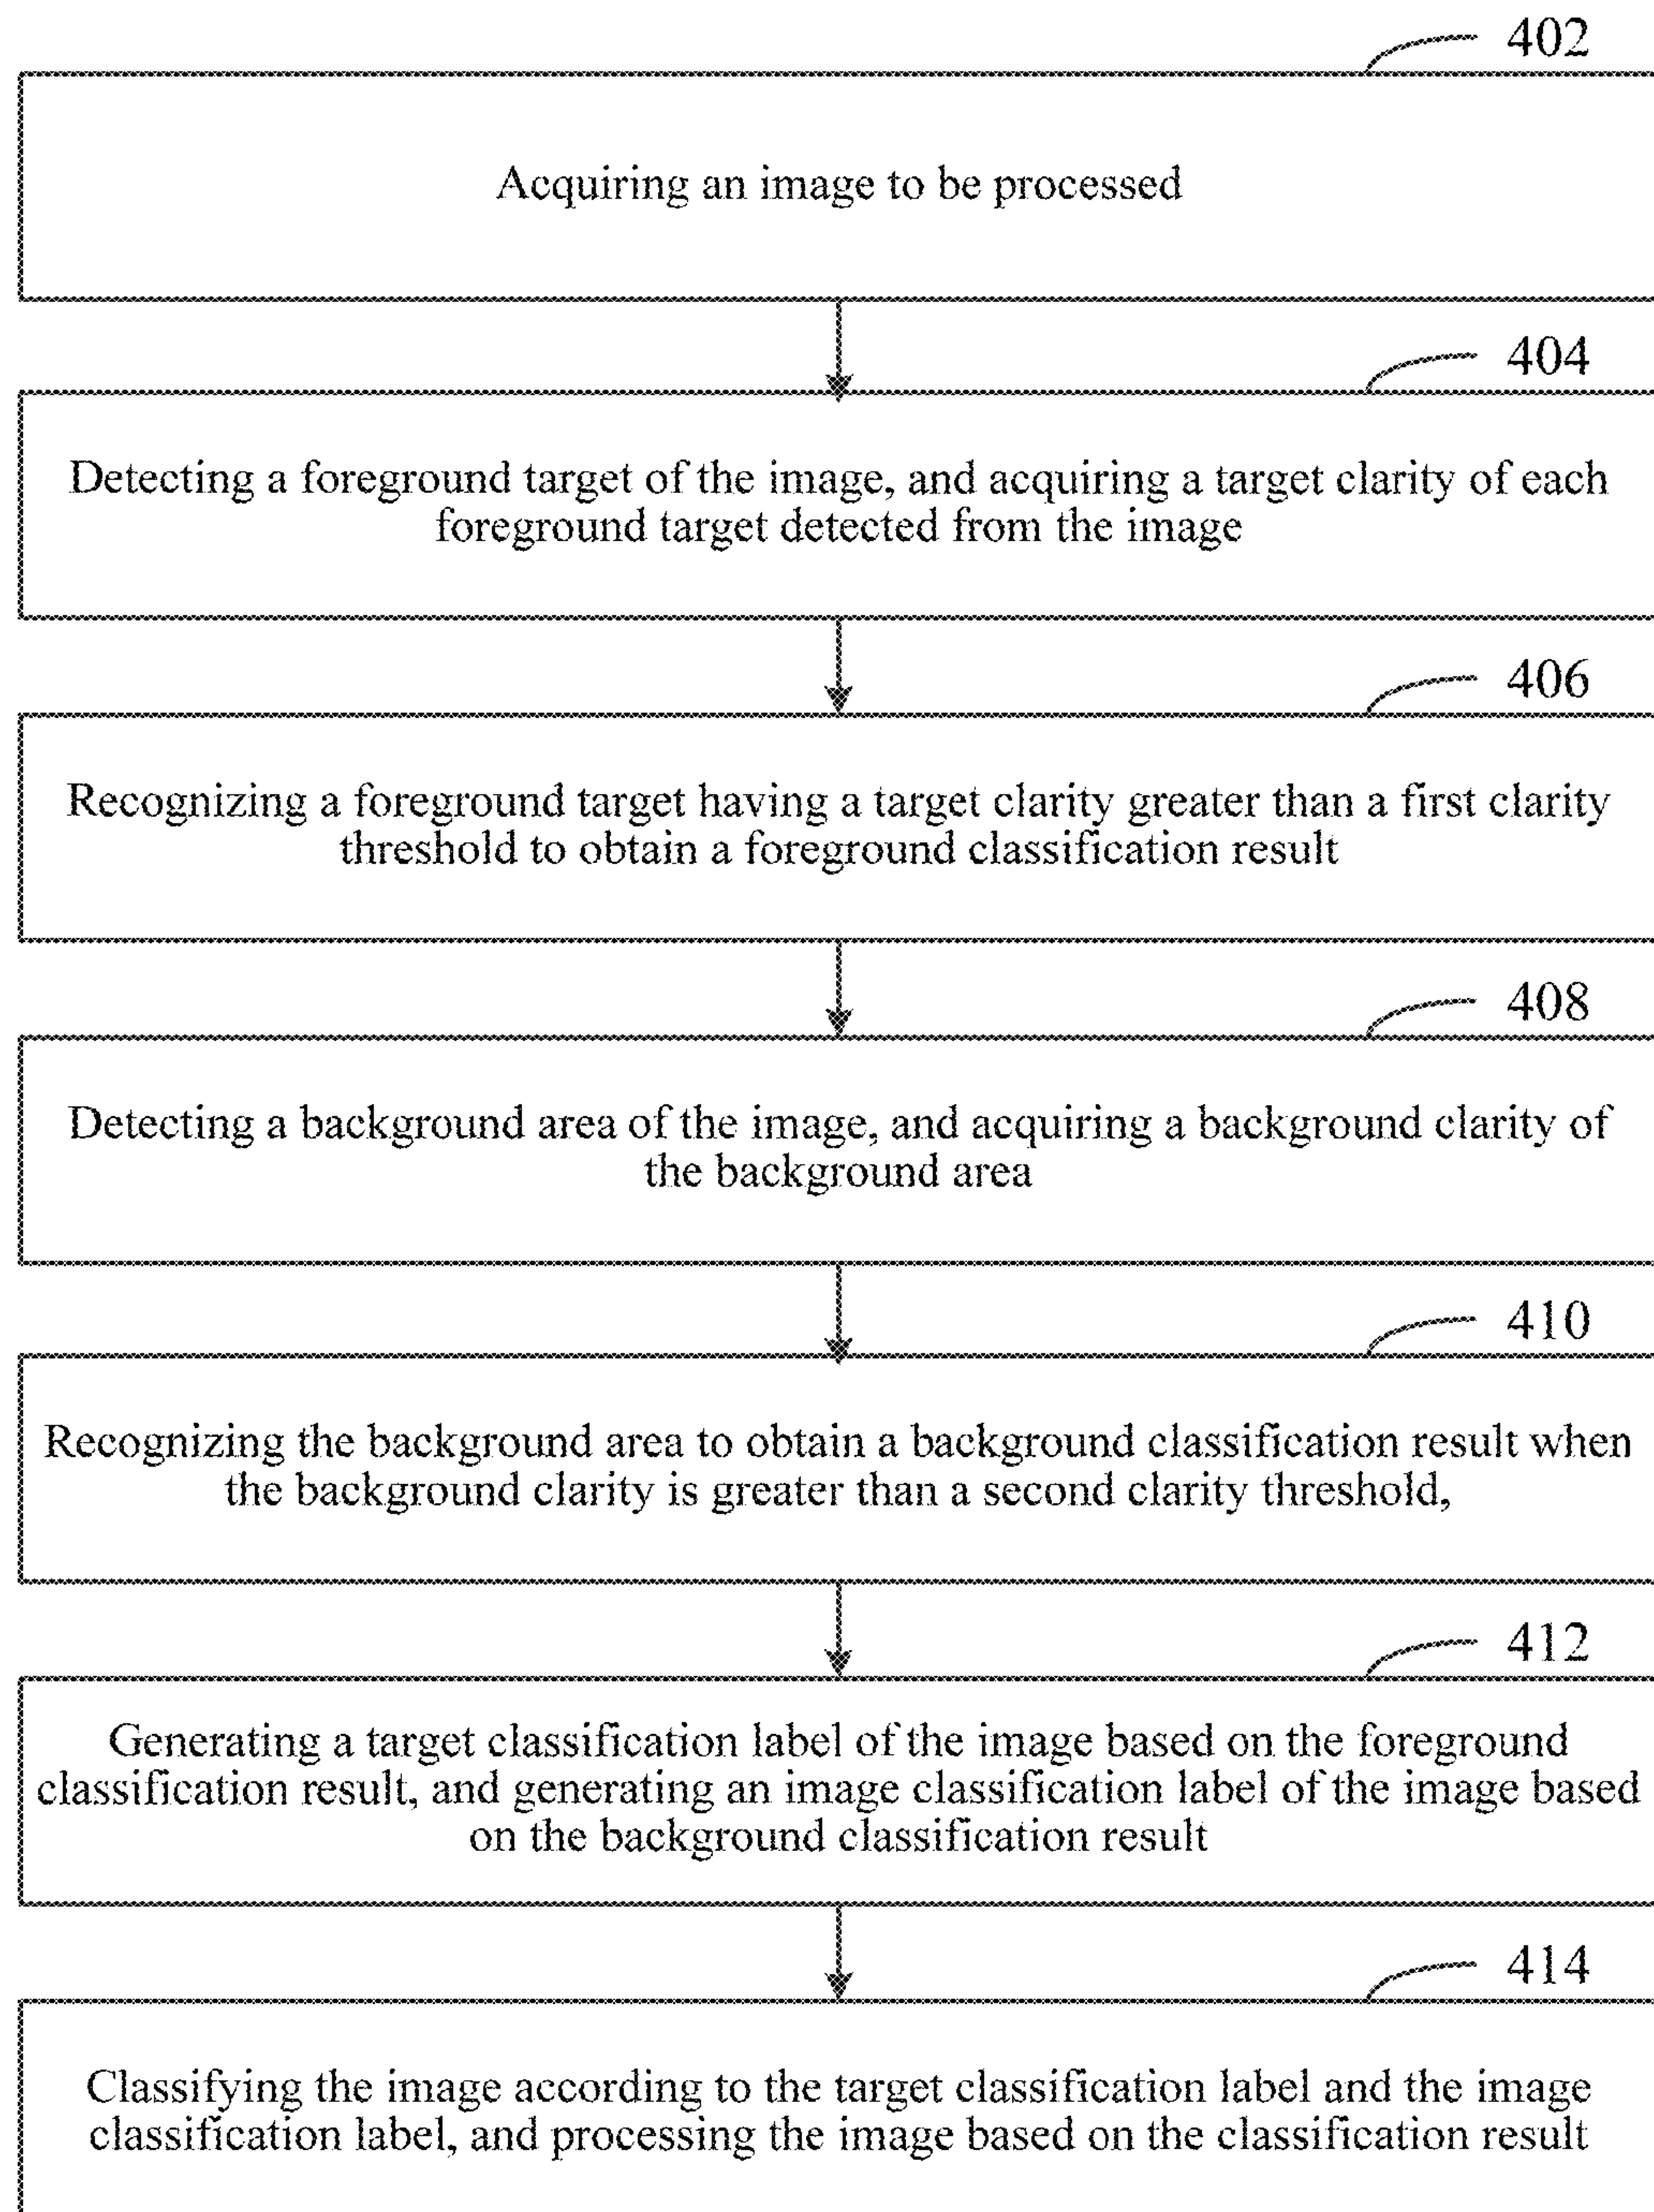 402
Acquiring an image to be processed
404
Detecting a foreground target of the image, and acquiring a target clarity of each
foreground target detected from the image
406
Recognizing a foreground target having a target clarity greater than a first clarity
threshold to obtain a foreground classification result
408
Detecting a background area of the image, and acquiring a background clarity of
the background area
410
Recognizing the background area to obtain a background classification result when
the background clarity is greater than a second clarity threshold,
412
Generating a target classification label of the image based on the foreground
classification result, and generating an image classification label of the image based
on the background classification result
414
Classifying the image according to the target classification label and the image
classification label, and processing the image based on the classification result